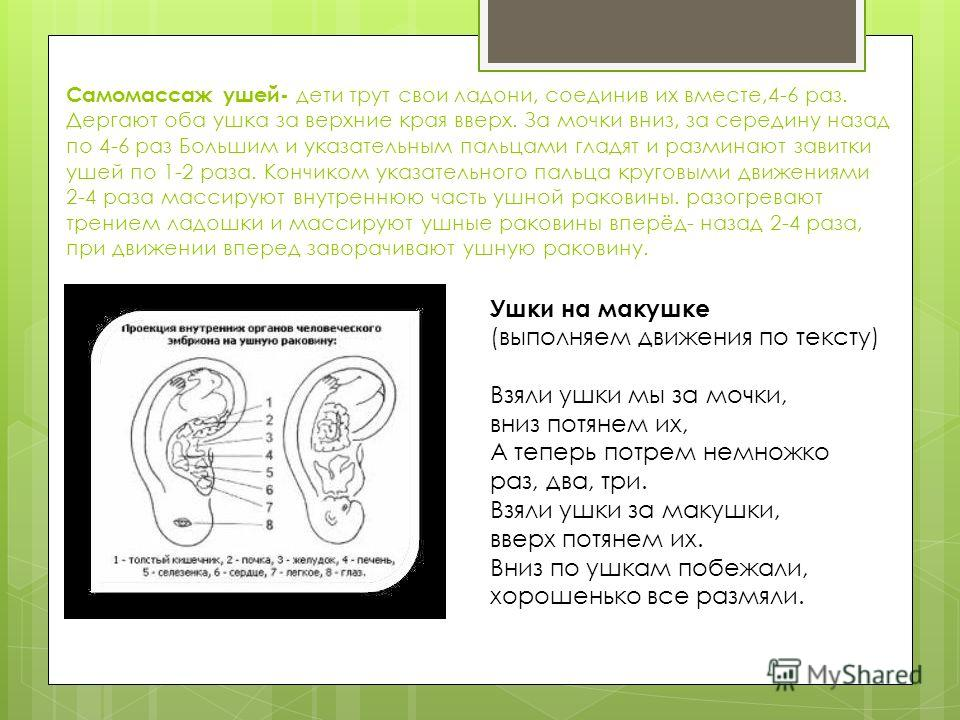 Самомассаж ушей- дети трут свои ладони, соединив их вместе,4-6 раз.
Дергают оба ушка за верхние края вверх. За мочки вниз, за середину назад
по 4-6 раз Большим и указательным пальцами гладят и разминают завитки
ушей по 1-2 раза. Кончиком указательного пальца круговыми движениями
2-4 раза массируют внутреннюю часть ушной раковины. разогревают
трением ладошки и массируют ушные раковины вперёд- назад 2-4 раза,
при движении вперед заворачивают ушную раковину.
Проекция внутренних органов человеческого
эмбриона на ушную раковину:
1
2
3
4
5
6
7
8
1 - толстый кишечник, 2 - почка, 3 - желудок, 4 - печень,
5 - селезенка, 6 - сердце, 7 - легкое, 8 - глаз.
Ушки на макушке
(выполняем движения по тексту)
Взяли ушки мы за мочки,
вниз потянем их,
А теперь потрем немножко
раз, два, три.
Взяли ушки за макушки,
вверх потянем их.
Вниз по ушкам побежали,
хорошенько все размяли.
MyShared